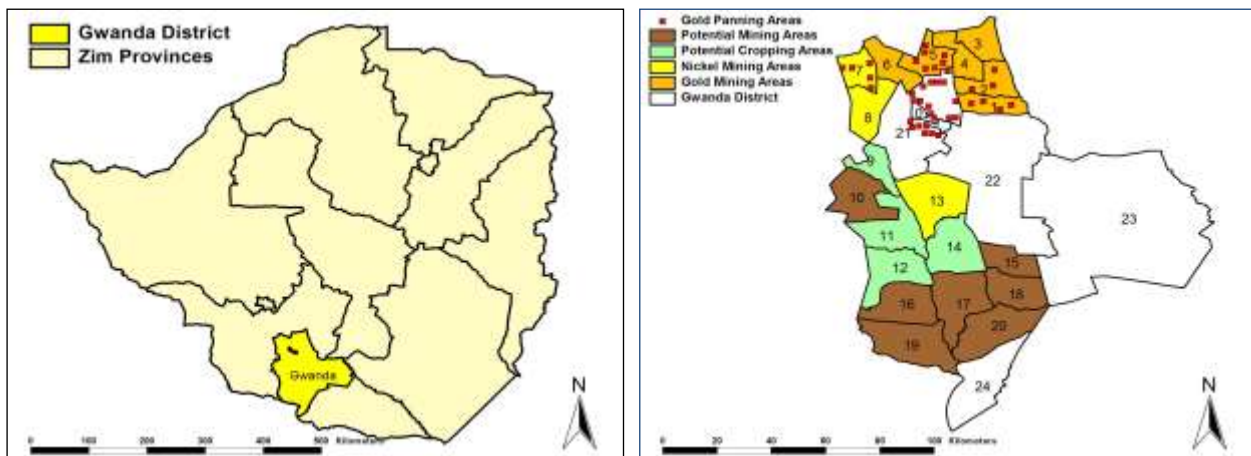 Gwanda District
Zim Provinces
Gwanda
N
0 100 200 300 400 500 Kilometers
Gold Panning Areas
Potential Mining Areas
Potential Cropping Areas
Nickel Mining Areas
Gold Mining Areas
Gwanda District
3
5
6
4
7
2
1
8
21
9
22
10
13
23
11
14
12
15
16
17
18
20
19
24
N
0 20 40 60 80 100 Kilometers